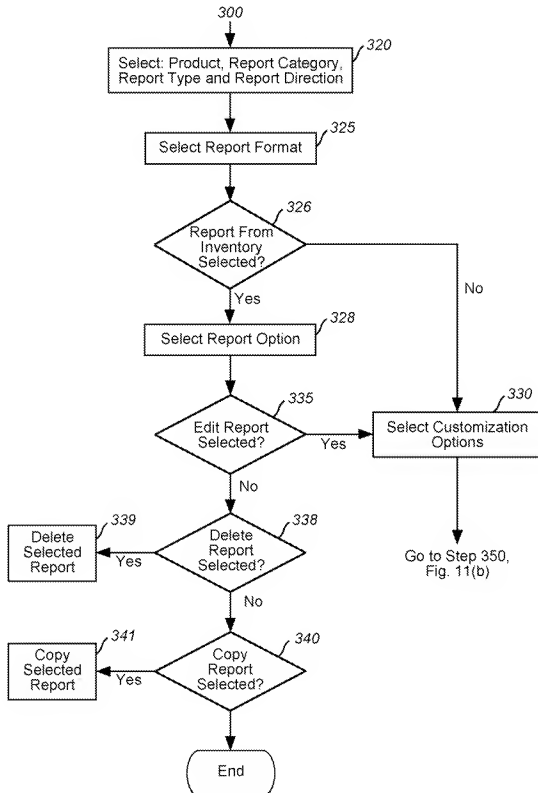 300
320
Select: Product, Report Category,
Report Type and Report Direction
325
Select Report Format
326
Report From
Inventory
Selected?
No
Yes
328
Select Report Option
335
330
Edit Report
Selected?
Yes
Select Customization
Options
No
339
338
Delete
Selected
Report
Yes
Delete
Report
Selected?
Go to Step 350,
Fig. 11(b)
No
341
340
Copy
Selected
Report
Yes
Copy
Report
Selected?
End